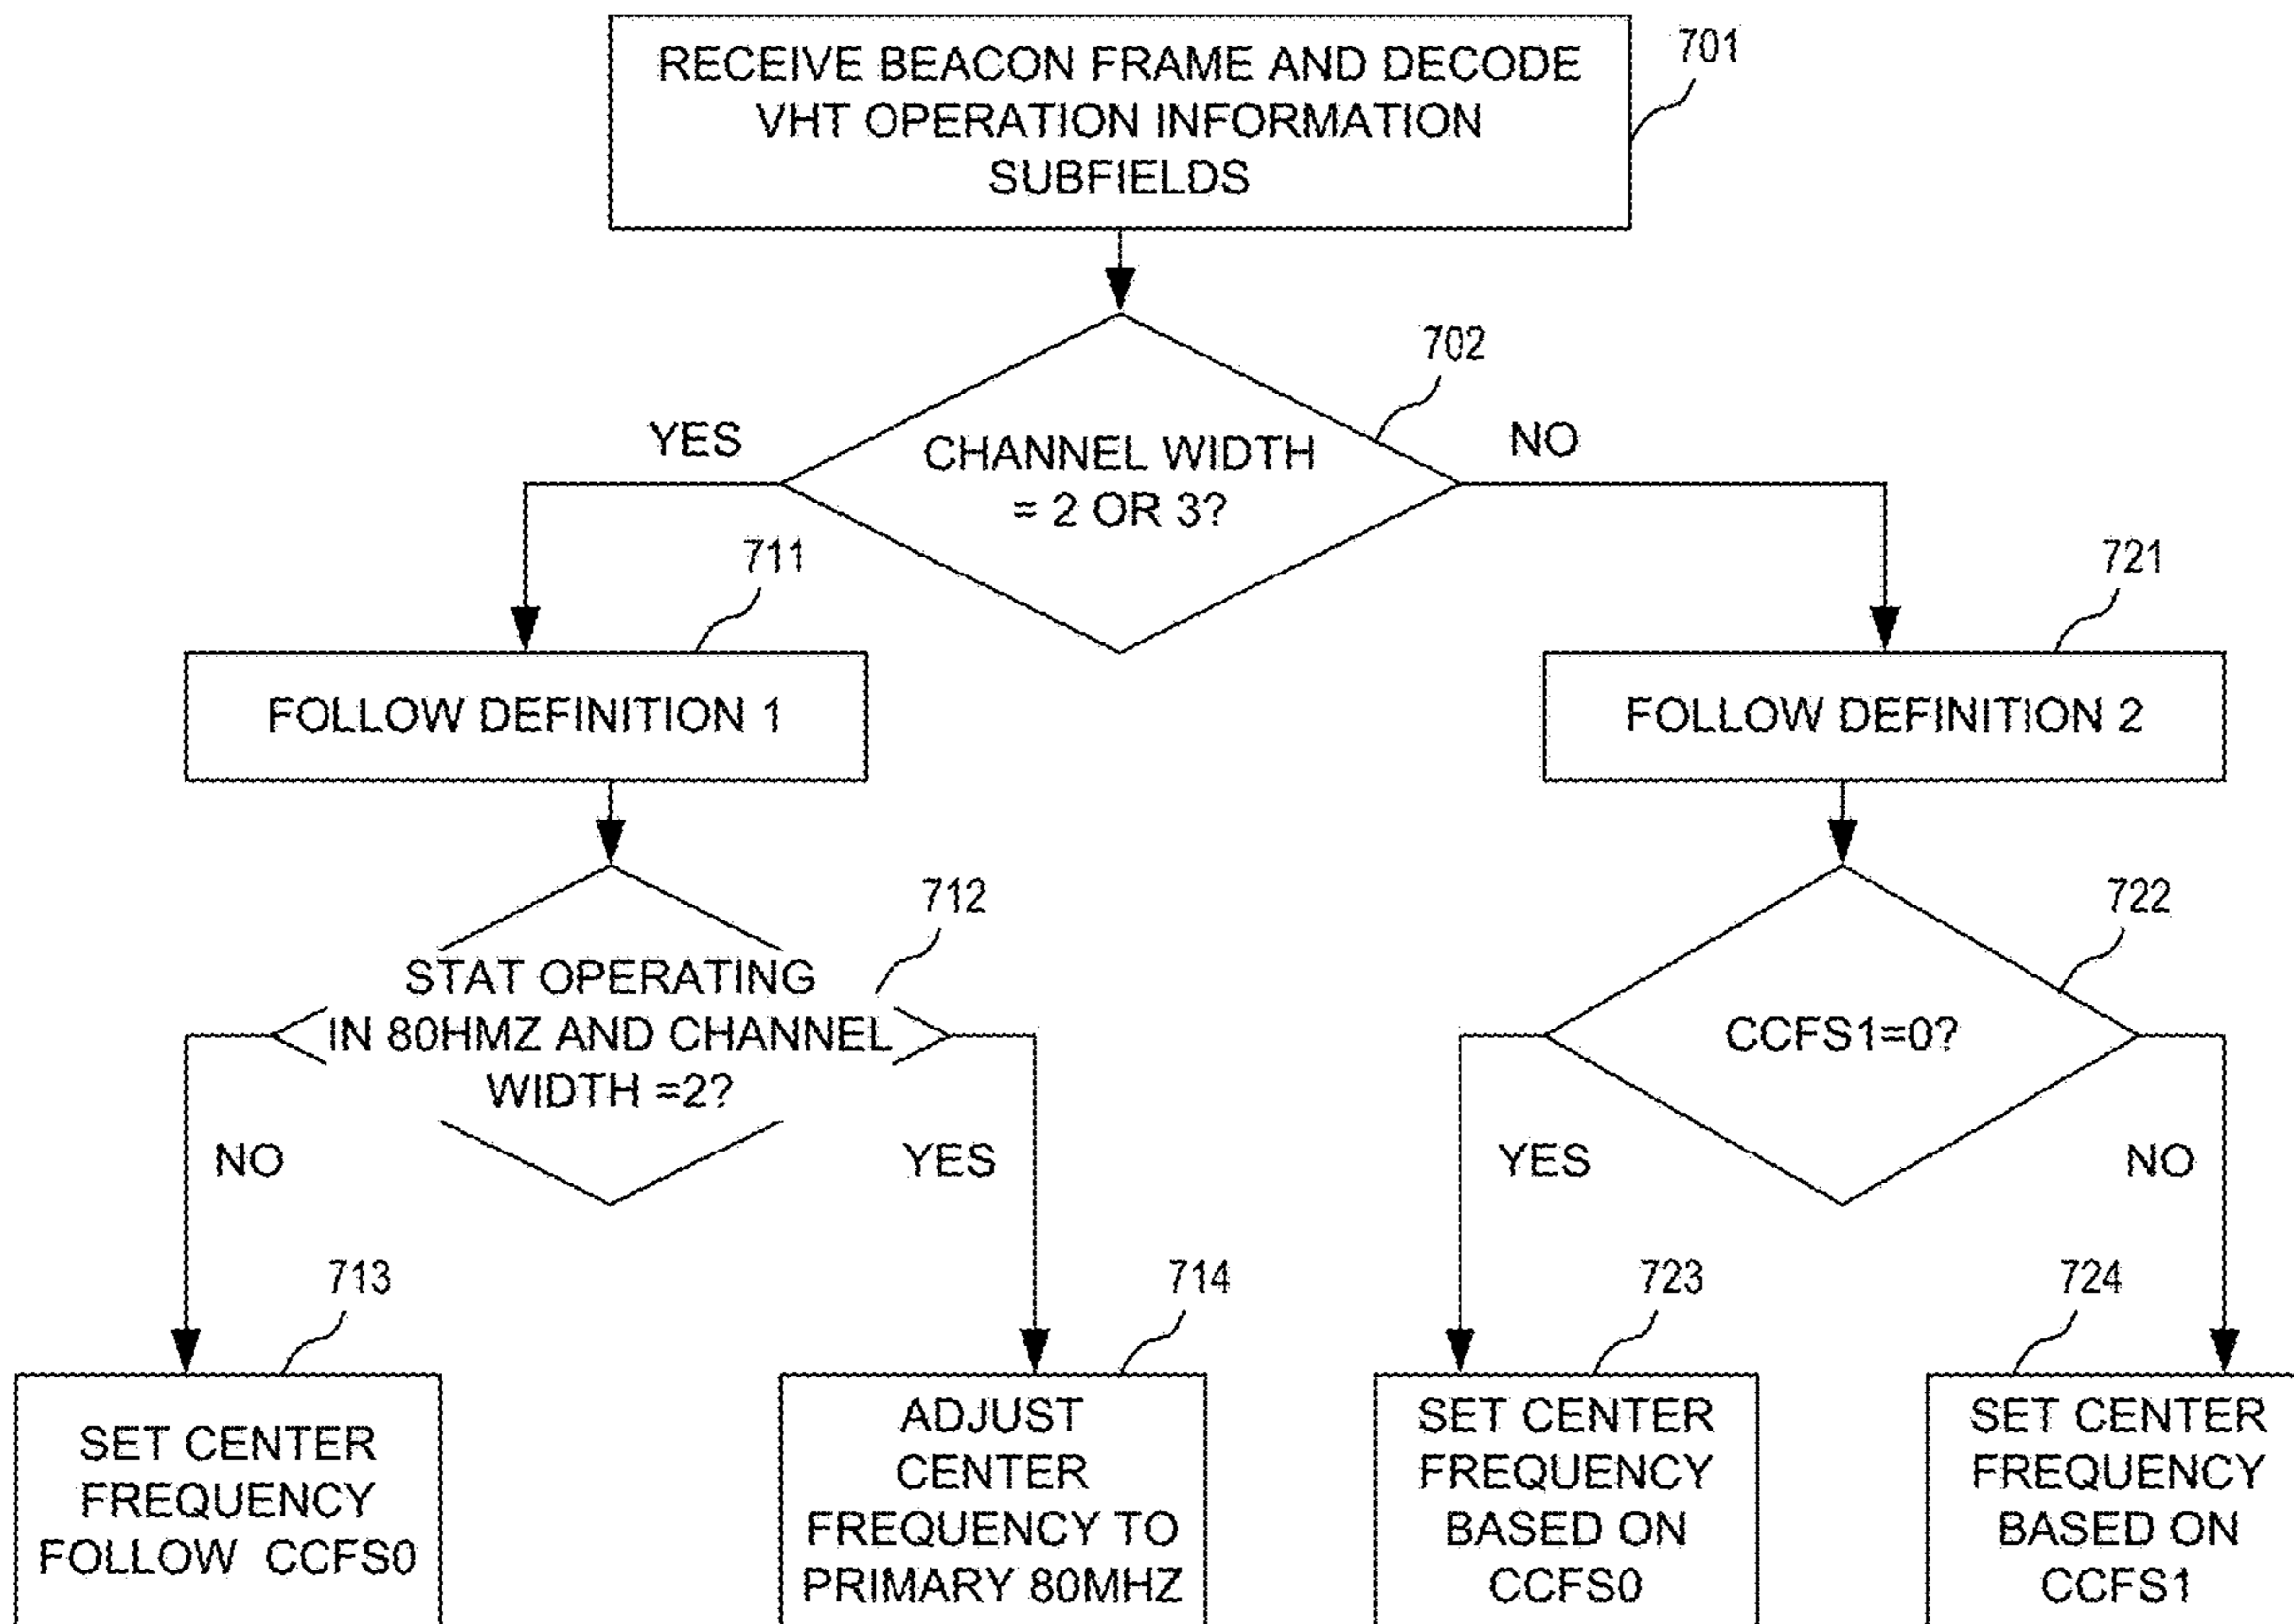 RECEIVE BEACON FRAME AND DECODE
VHT OPERATION INFORMATION
SUBFIELDS
701
702
YES
CHANNEL WIDTH
= 2 OR 3?
NO
711
721
FOLLOW DEFINITION 1
FOLLOW DEFINITION 2
712
722
STAT OPERATING
IN 80HMZ AND CHANNEL
WIDTH =2?
CCFS1=0?
NO
YES
YES
NO
713
714
723
724
SET CENTER
FREQUENCY
FOLLOW CCFS0
ADJUST
CENTER
FREQUENCY TO
PRIMARY 80MHZ
SET CENTER
FREQUENCY
BASED ON
CCFS0
SET CENTER
FREQUENCY
BASED ON
CCFS1